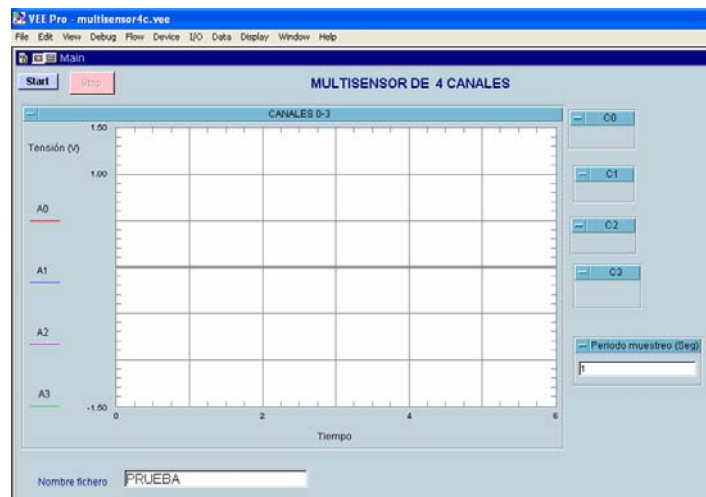 VEE Pro - multisensor4c.vee
File Edit View Debug Flow Device I/O Data Display Window Help
Main
Start Stop
MULTISENSOR DE 4 CANALES
CANALES 0-3
1.50
Tensión (V)
1.00
A0
A1
A2
A3
-1.50
0 2 4 6
Tiempo
C0
C1
C2
C3
Periodo muestreo (Seg)
1
Nombre fichero PRUEBA